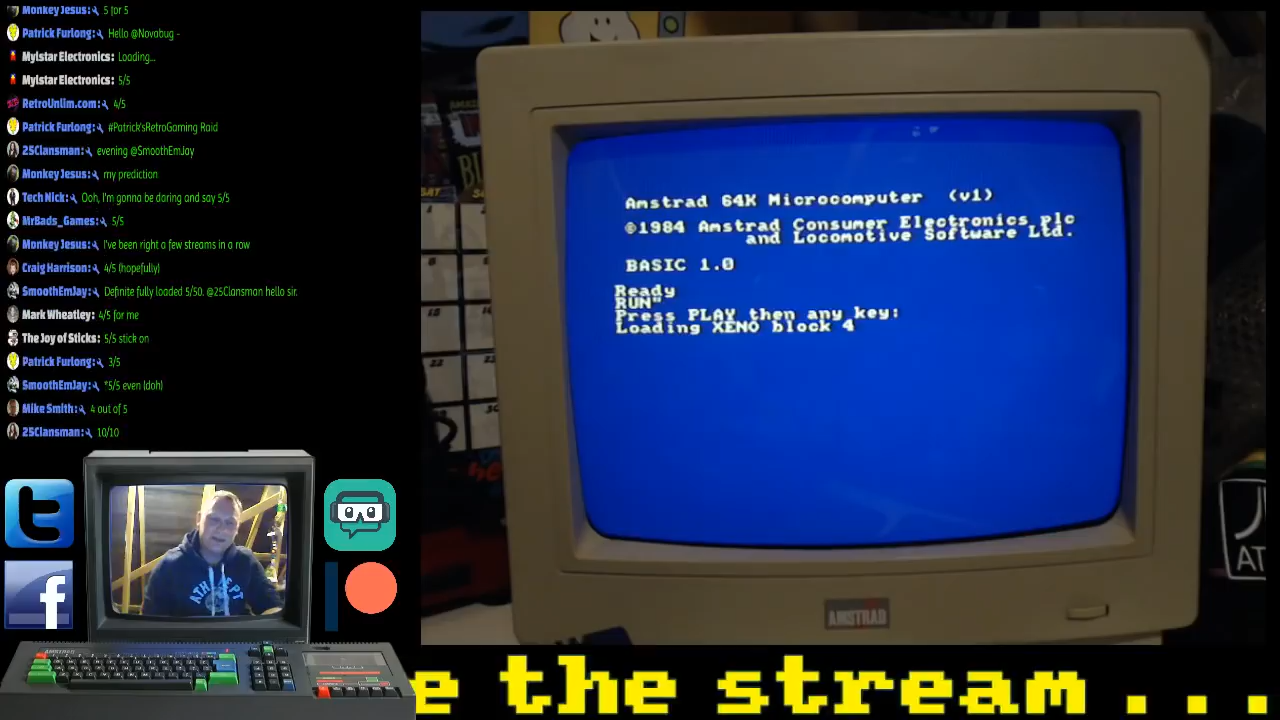 Monkey Jesus: 5 for 5
Patrick Furlong: Hello @Novabug -
Mylstar Electronics: Loading...
Mylstar Electronics: 5/5
RetroUnlim.com: 4/5
Patrick Furlong: #Patrick'sRetroGaming Raid
25Clansman: evening @SmoothEmJay
Monkey Jesus: my prediction
Tech Nick: Ooh, I'm gonna be daring and say 5/5
MrBads_Games: 5/5
Monkey Jesus: I've been right a few streams in a row
Craig Harrison: 4/5 (hopefully)
SmoothEmJay: Definite fully loaded 5/50. @25Clansman hello sir.
Mark Wheatley: 4/5 for me
The Joy of Sticks: 5/5 stick on
Patrick Furlong: 3/5
SmoothEmJay: *5/5 even (doh)
Mike Smith: 4 out of 5
25Clansman: 10/10
Amstrad 64K Microcomputer (v1)
©1984 Amstrad Consumer Electronics plc
and Locomotive Software Ltd.
BASIC 1.0
Ready
RUN"
Press PLAY then any key:
Loading XENO block 4
AMSTRAD
e the stream . . .